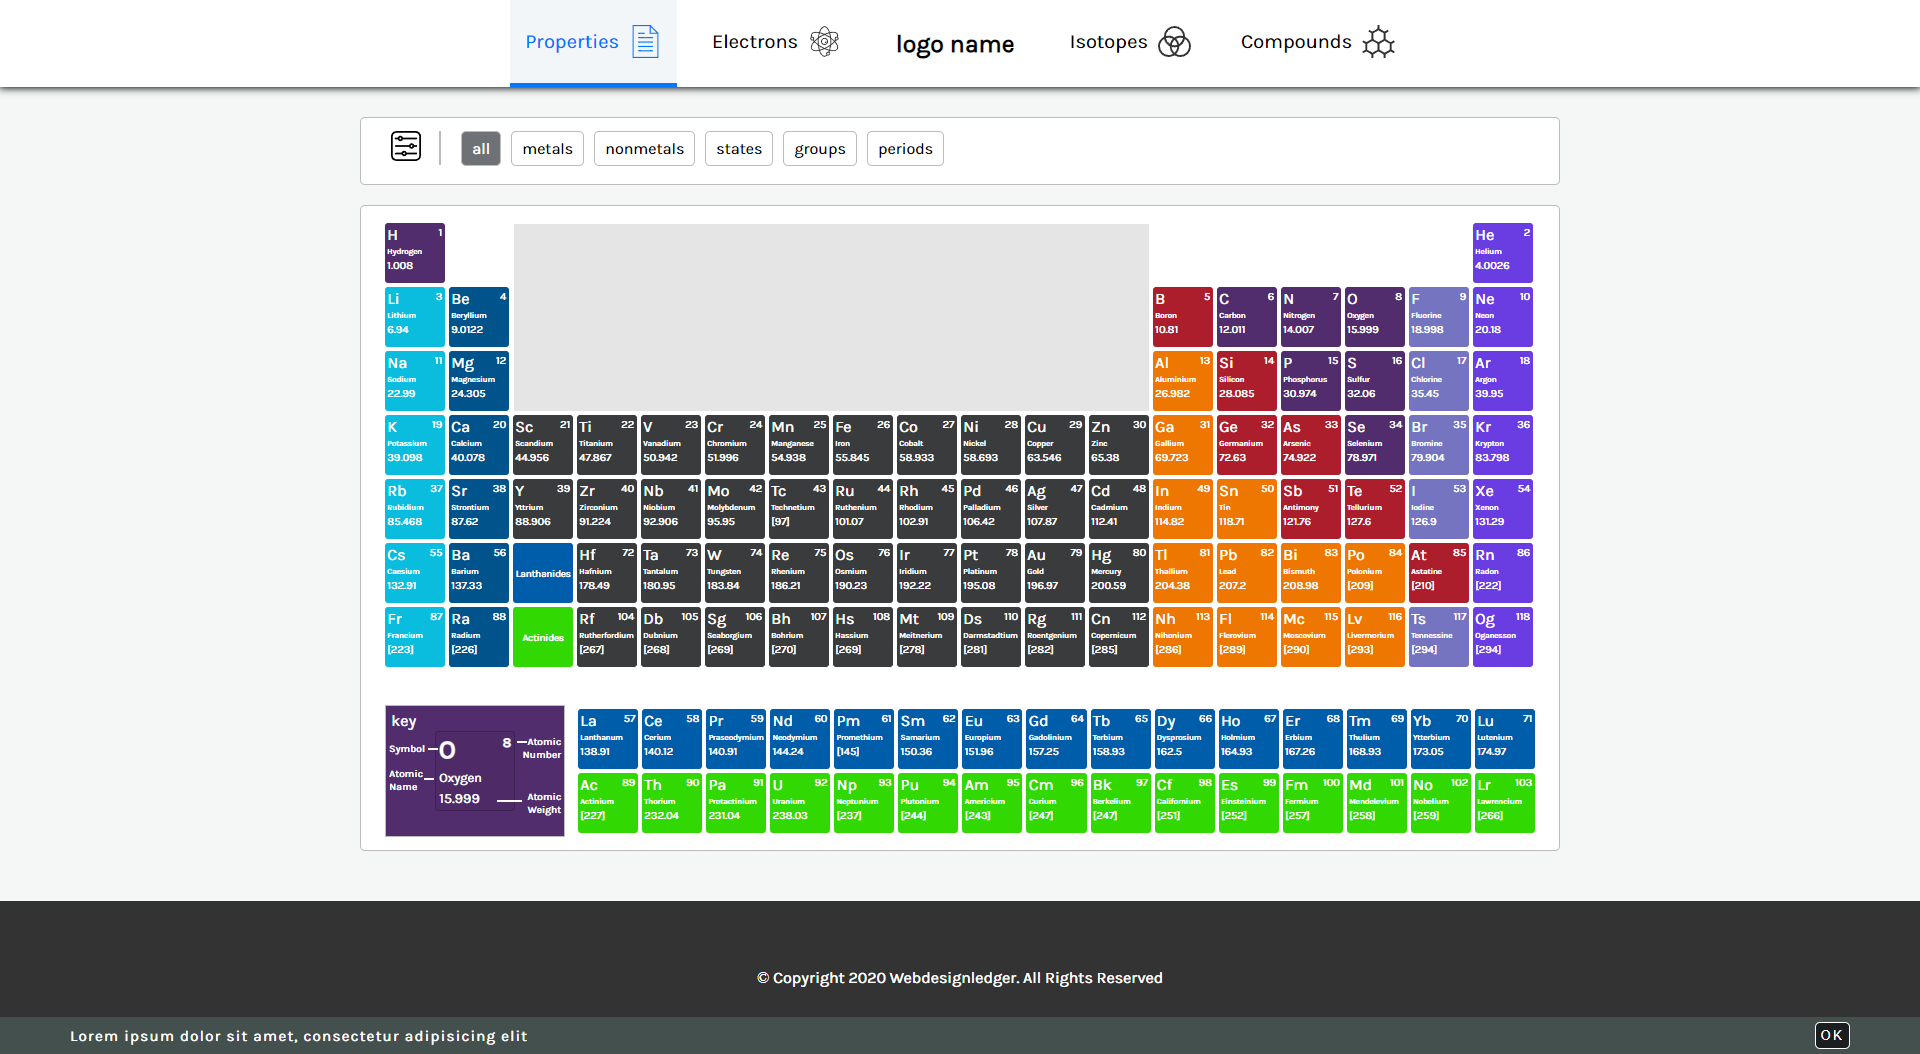 Properties Electrons logo name Isotopes Compounds
all metals nonmetals states groups periods
H 1 He 2
Hydrogen Helium
1.008 4.0026
Li 3 Be 4 B 5 C 6 N 7 O 8 F 9 Ne 10
Lithium Beryllium Boron Carbon Nitrogen Oxygen Fluorine Neon
6.94 9.0122 10.81 12.011 14.007 15.999 18.998 20.18
Na 11 Mg 12 Al 13 Si 14 P 15 S 16 Cl 17 Ar 18
Sodium Magnesium Aluminium Silicon Phosphorus Sulfur Chlorine Argon
22.99 24.305 26.982 28.085 30.974 32.06 35.45 39.95
K 19 Ca 20 Sc 21 Ti 22 V 23 Cr 24 Mn 25 Fe 26 Co 27 Ni 28 Cu 29 Zn 30 Ga 31 Ge 32 As 33 Se 34 Br 35 Kr 36
Potassium Calcium Scandium Titanium Vanadium Chromium Manganese Iron Cobalt Nickel Copper Zinc Gallium Germanium Arsenic Selenium Bromine Krypton
39.098 40.078 44.956 47.867 50.942 51.996 54.938 55.845 58.933 58.693 63.546 65.38 69.723 72.63 74.922 78.971 79.904 83.798
Rb 37 Sr 38 Y 39 Zr 40 Nb 41 Mo 42 Tc 43 Ru 44 Rh 45 Pd 46 Ag 47 Cd 48 In 49 Sn 50 Sb 51 Te 52 I 53 Xe 54
Rubidium Strontium Yttrium Zirconium Niobium Molybdenum Technetium Ruthenium Rhodium Palladium Silver Cadmium Indium Tin Antimony Tellurium Iodine Xenon
85.468 87.62 88.906 91.224 92.906 95.95 [97] 101.07 102.91 106.42 107.87 112.41 114.82 118.71 121.76 127.6 126.9 131.29
Cs 55 Ba 56 Hf 72 Ta 73 W 74 Re 75 Os 76 Ir 77 Pt 78 Au 79 Hg 80 Tl 81 Pb 82 Bi 83 Po 84 At 85 Rn 86
Caesium Barium Lanthanides Hafnium Tantalum Tungsten Rhenium Osmium Iridium Platinum Gold Mercury Thallium Lead Bismuth Polonium Astatine Radon
132.91 137.33 178.49 180.95 183.84 186.21 190.23 192.22 195.08 196.97 200.59 204.38 207.2 208.98 [209] [210] [222]
Fr 87 Ra 88 Rf 104 Db 105 Sg 106 Bh 107 Hs 108 Mt 109 Ds 110 Rg 111 Cn 112 Nh 113 Fl 114 Mc 115 Lv 116 Ts 117 Og 118
Francium Radium Actinides Rutherfordium Dubnium Seaborgium Bohrium Hassium Meitnerium Darmstadtium Roentgenium Copernicum Nihonium Flerovium Moscovium Livermorium Tennessine Oganesson
[223] [226] [267] [268] [269] [270] [269] [278] [281] [282] [285] [286] [289] [290] [293] [294] [294]
key
Symbol O 8 Atomic Number
Atomic Name Oxygen
15.999 Atomic Weight
La 57 Ce 58 Pr 59 Nd 60 Pm 61 Sm 62 Eu 63 Gd 64 Tb 65 Dy 66 Ho 67 Er 68 Tm 69 Yb 70 Lu 71
Lanthanum Cerium Praseodymium Neodymium Promethium Samarium Europium Gadolinium Terbium Dysprosium Holmium Erbium Thulium Ytterbium Lutenium
138.91 140.12 140.91 144.24 [145] 150.36 151.96 157.25 158.93 162.5 164.93 167.26 168.93 173.05 174.97
Ac 89 Th 90 Pa 91 U 92 Np 93 Pu 94 Am 95 Cm 96 Bk 97 Cf 98 Es 99 Fm 100 Md 101 No 102 Lr 103
Actinium Thorium Protactinium Uranium Neptunium Plutonium Americium Curium Berkelium Californium Einsteinium Fermium Mendelevium Nobelium Lawrencium
[227] 232.04 231.04 238.03 [237] [244] [243] [247] [247] [251] [252] [257] [258] [259] [266]
© Copyright 2020 Webdesignledger. All Rights Reserved
Lorem ipsum dolor sit amet, consectetur adipisicing elit OK